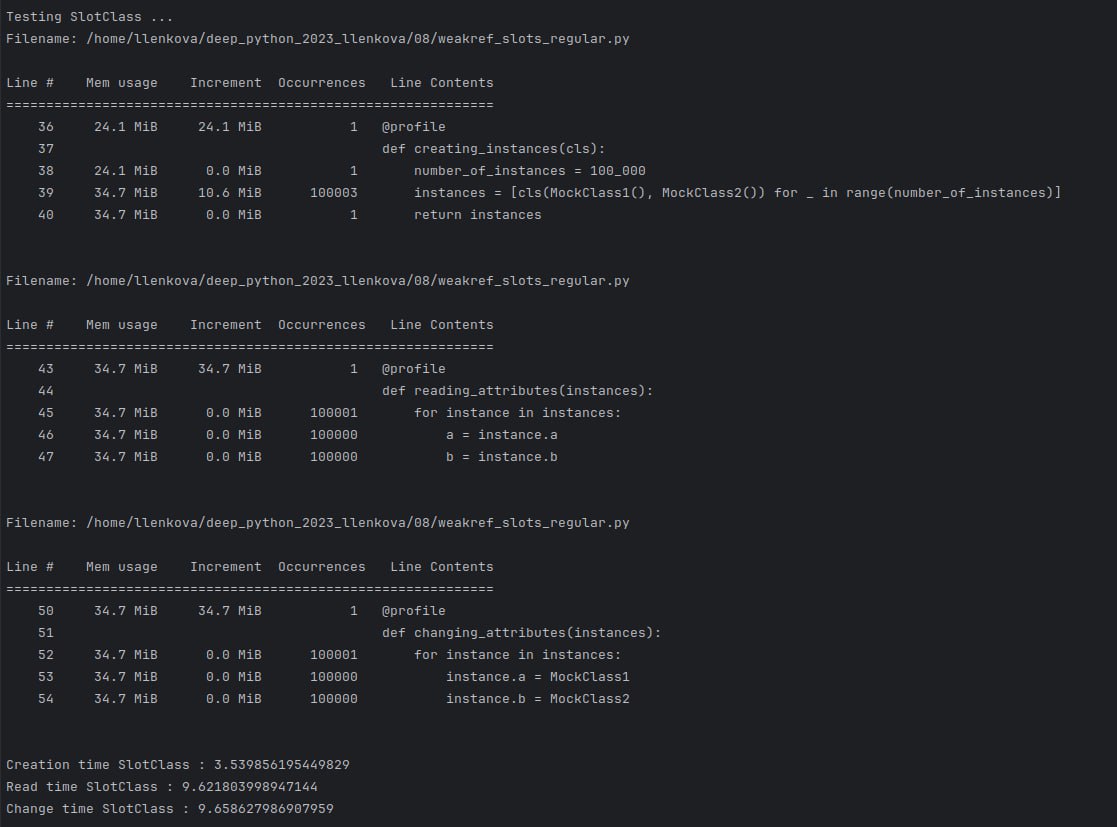 Testing SlotClass ...
Filename: /home/llenkova/deep_python_2023_llenkova/08/weakref_slots_regular.py
Line #    Mem usage    Increment  Occurrences   Line Contents
=============================================================
    36     24.1 MiB     24.1 MiB           1   @profile
    37                                         def creating_instances(cls):
    38     24.1 MiB      0.0 MiB           1       number_of_instances = 100_000
    39     34.7 MiB     10.6 MiB      100003       instances = [cls(MockClass1(), MockClass2()) for _ in range(number_of_instances)]
    40     34.7 MiB      0.0 MiB           1       return instances
Filename: /home/llenkova/deep_python_2023_llenkova/08/weakref_slots_regular.py
Line #    Mem usage    Increment  Occurrences   Line Contents
=============================================================
    43     34.7 MiB     34.7 MiB           1   @profile
    44                                         def reading_attributes(instances):
    45     34.7 MiB      0.0 MiB      100001       for instance in instances:
    46     34.7 MiB      0.0 MiB      100000           a = instance.a
    47     34.7 MiB      0.0 MiB      100000           b = instance.b
Filename: /home/llenkova/deep_python_2023_llenkova/08/weakref_slots_regular.py
Line #    Mem usage    Increment  Occurrences   Line Contents
=============================================================
    50     34.7 MiB     34.7 MiB           1   @profile
    51                                         def changing_attributes(instances):
    52     34.7 MiB      0.0 MiB      100001       for instance in instances:
    53     34.7 MiB      0.0 MiB      100000           instance.a = MockClass1
    54     34.7 MiB      0.0 MiB      100000           instance.b = MockClass2
Creation time SlotClass : 3.539856195449829
Read time SlotClass : 9.621803998947144
Change time SlotClass : 9.658627986907959